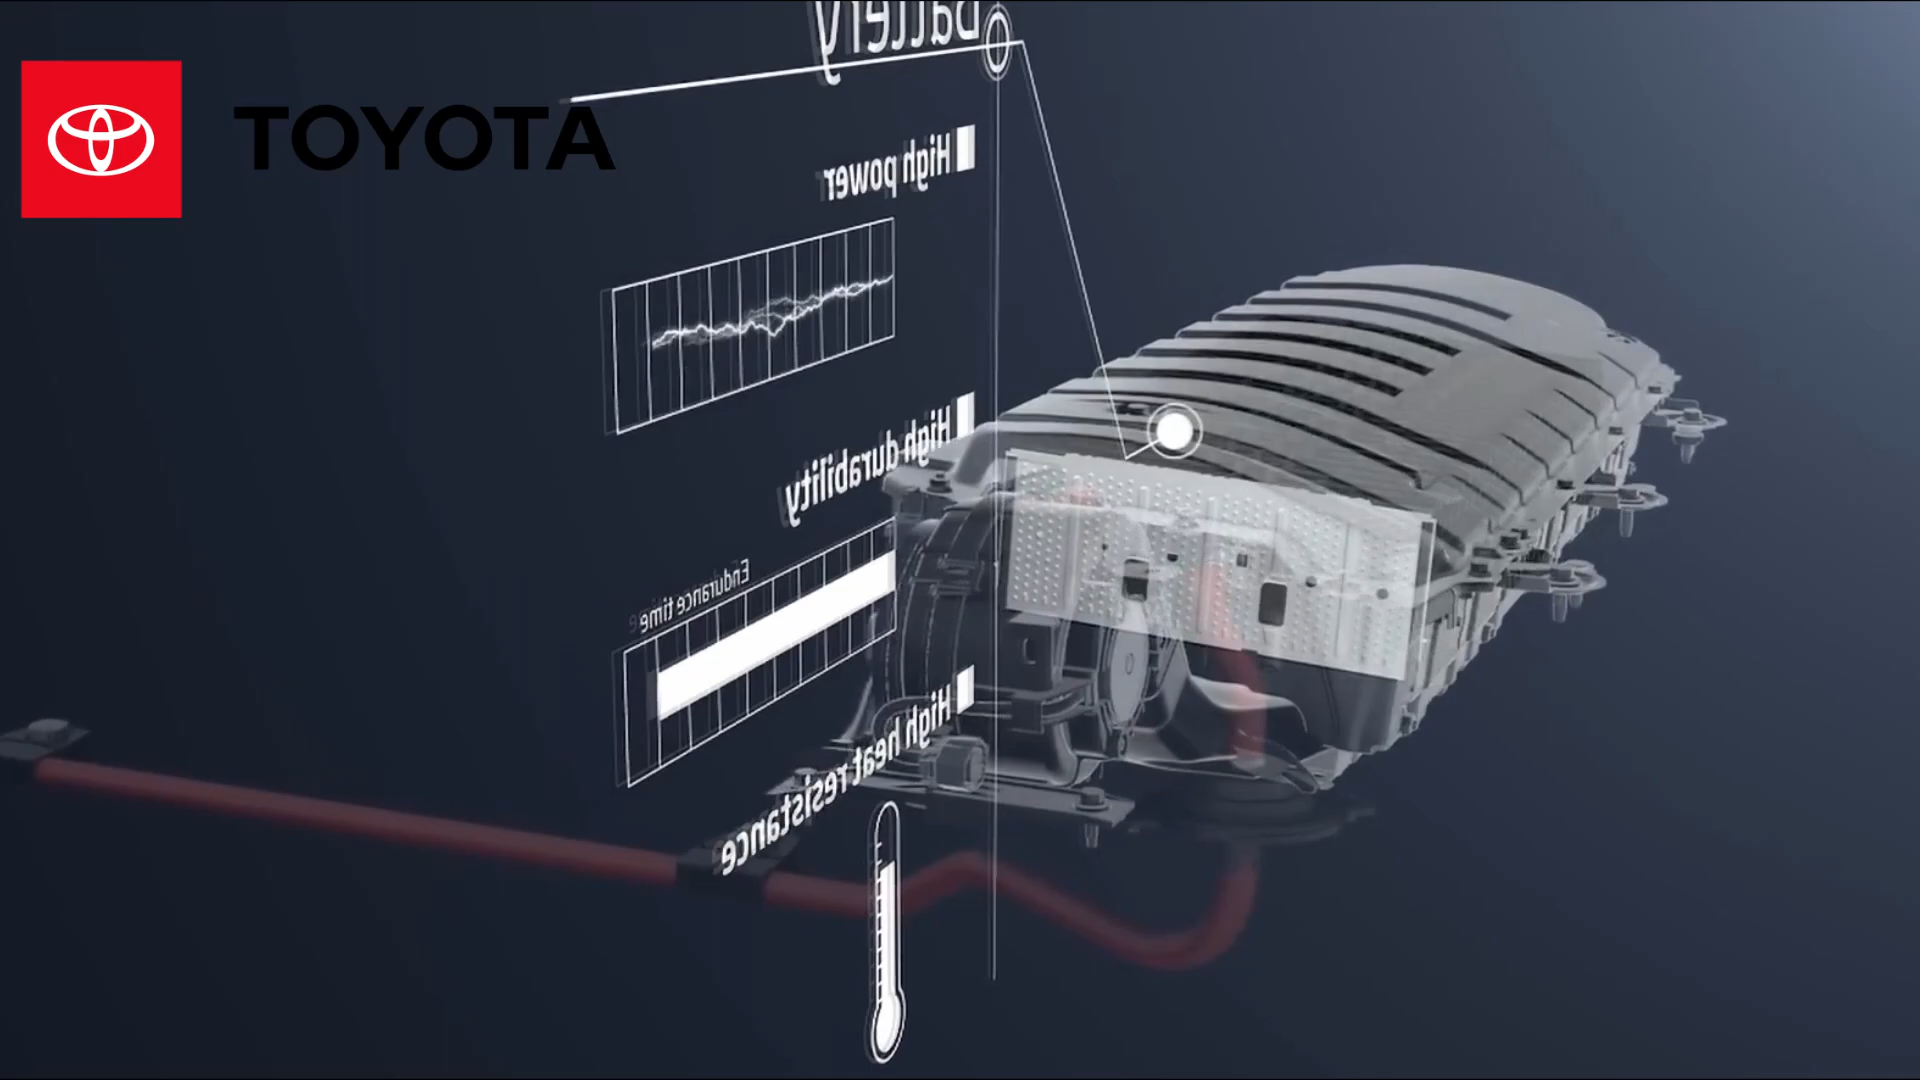 Battery
TOYOTA
High power
High durability
Endurance time
High heat resistance